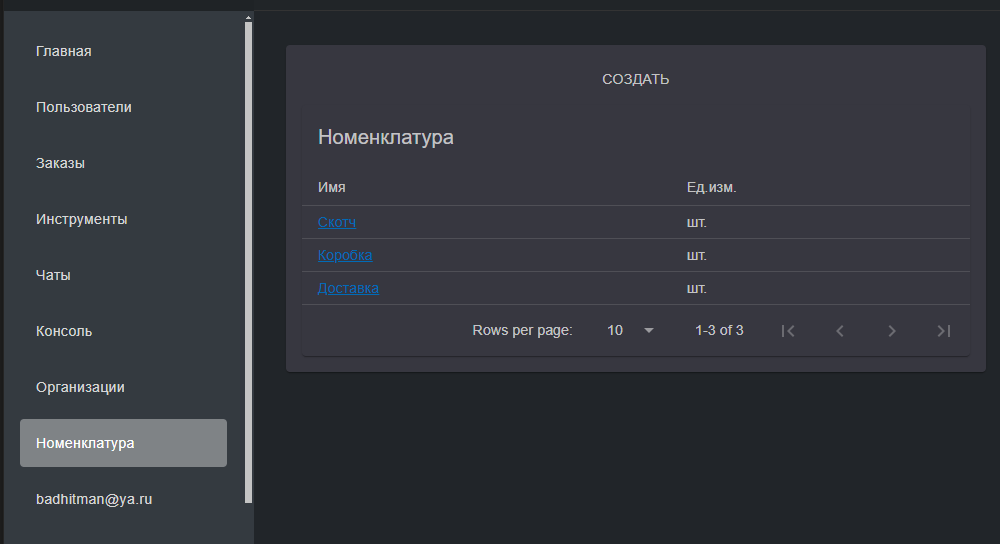 Главная
Пользователи
Заказы
Инструменты
Чаты
Консоль
Организации
Номенклатура
badhitman@ya.ru
СОЗДАТЬ
Номенклатура
Имя Ед.изм.
Скотч шт.
Коробка шт.
Доставка шт.
Rows per page: 10 1-3 of 3